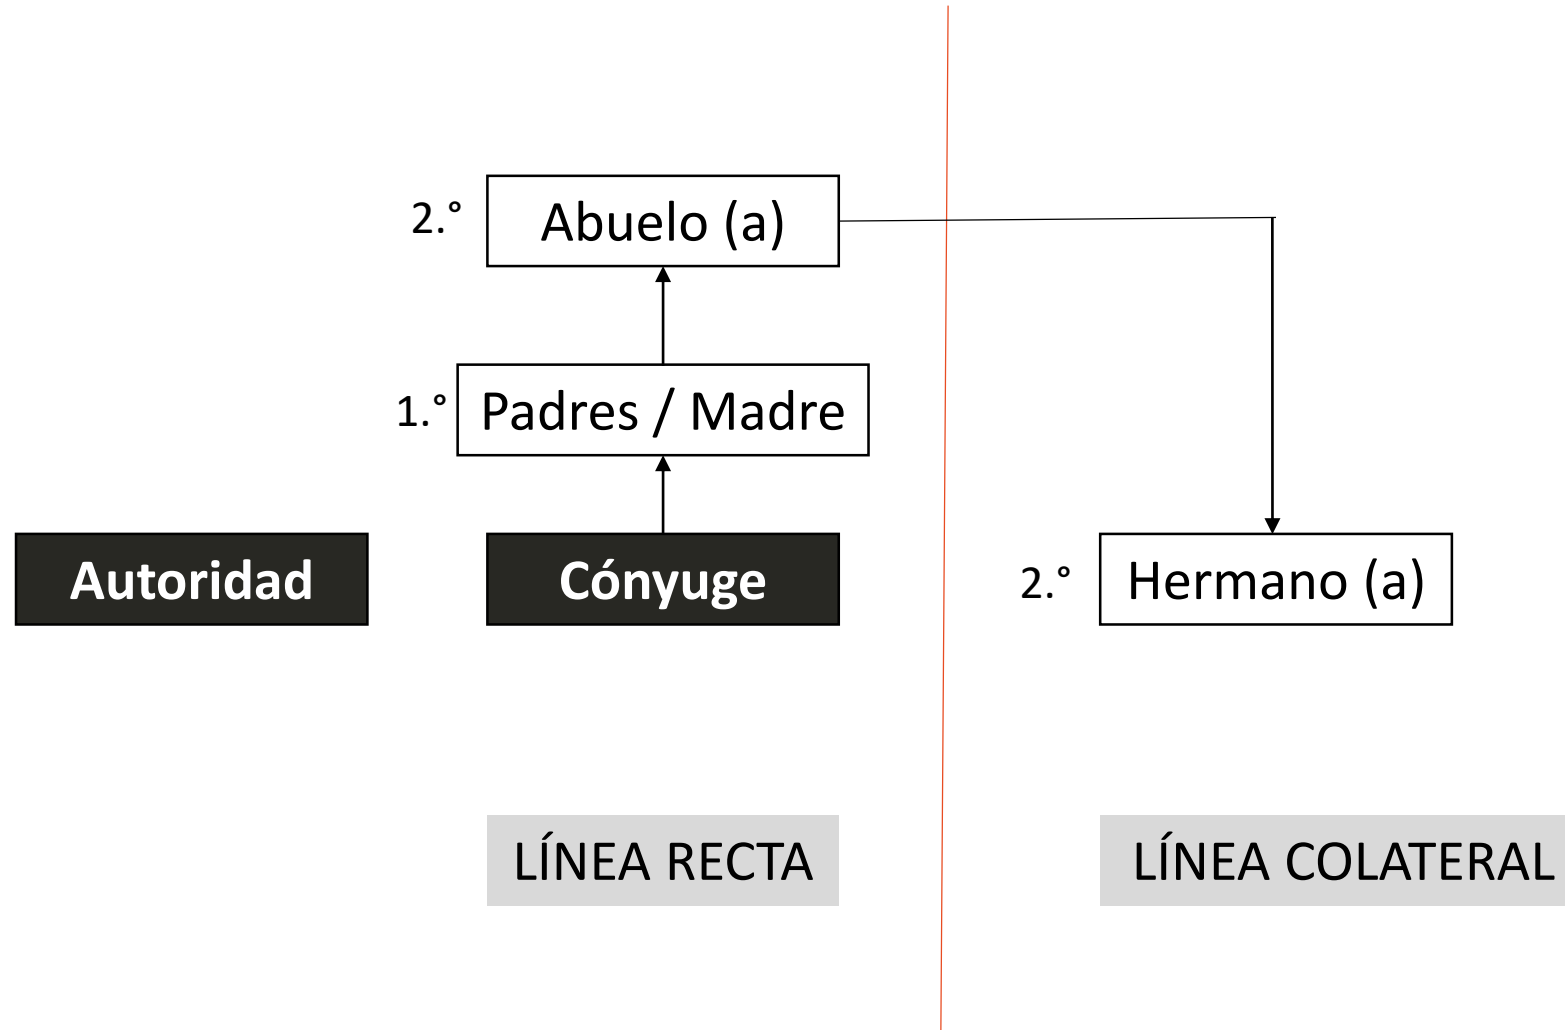 2.° Abuelo (a)
1.° Padres / Madre
Autoridad
Cónyuge
2.° Hermano (a)
LÍNEA RECTA
LÍNEA COLATERAL